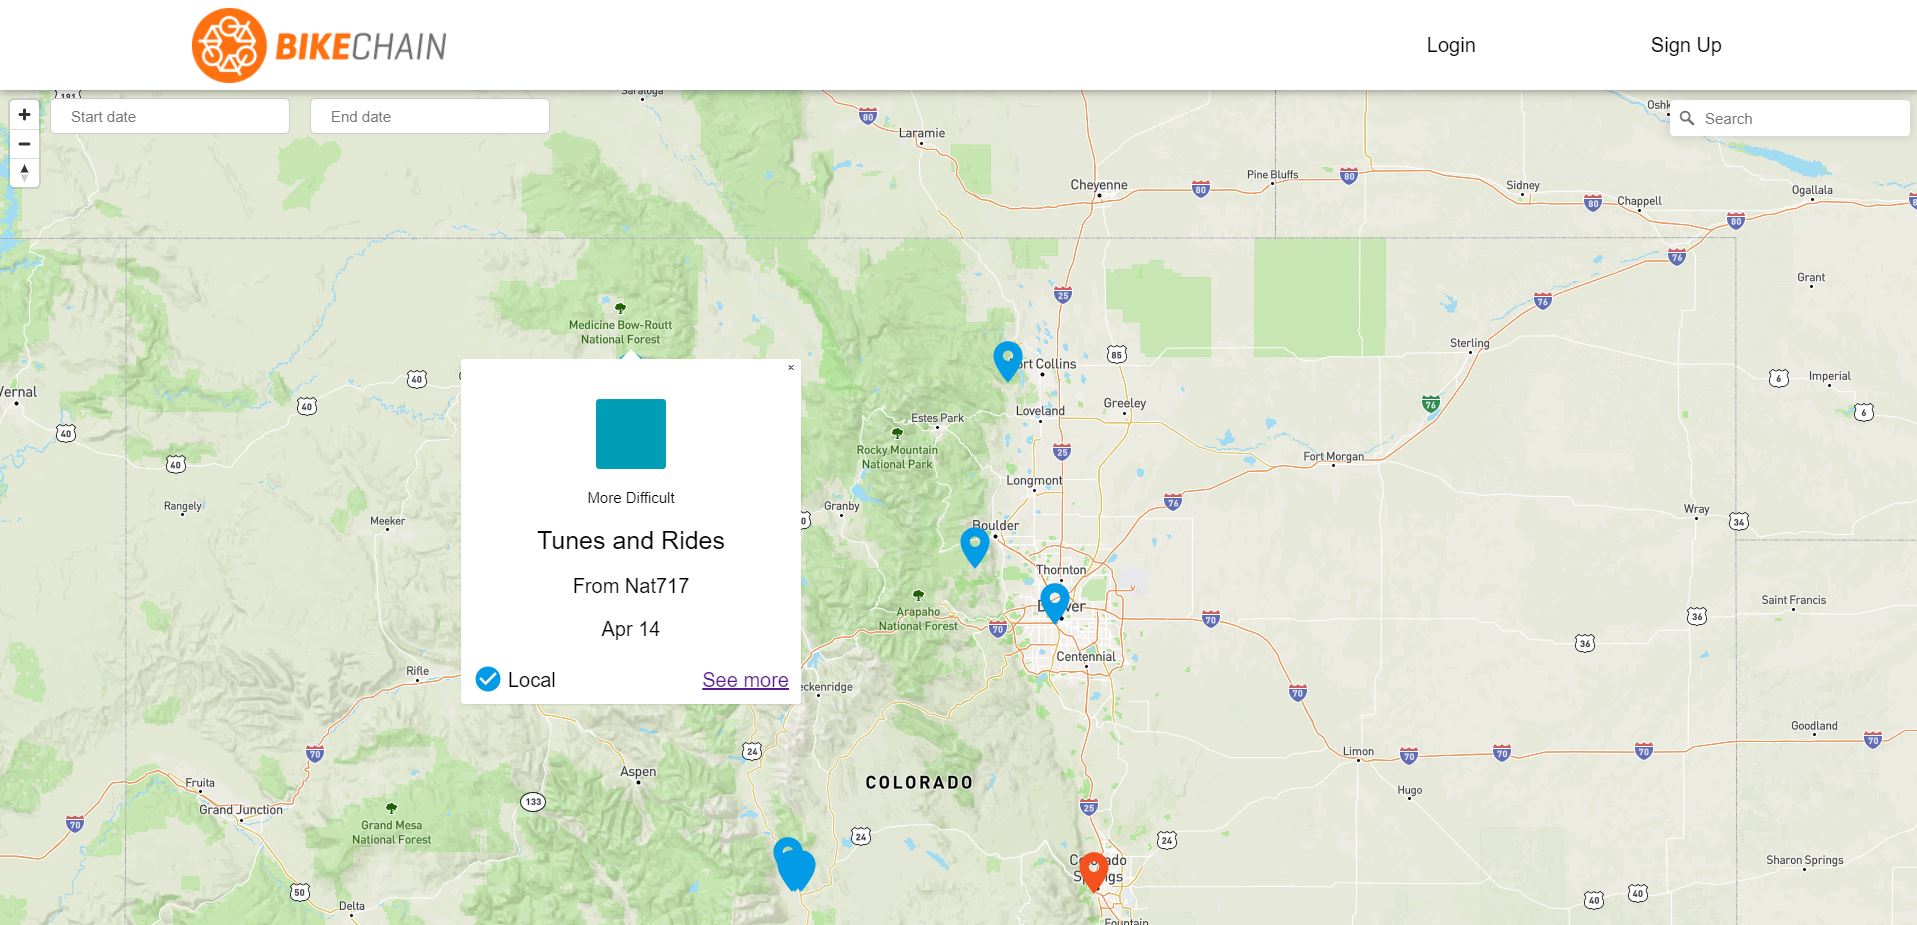 BIKECHAIN
Login
Sign Up
Start date
End date
Search
Saratoga
80
Laramie
Cheyenne
80
Pine Bluffs
80
Sidney
80
Chappell
Ogallala
80
76
Grant
25
76
Medicine Bow-Routt
National Forest
Fort Collins
85
Sterling
6
Imperial
6
40
40
Vernal
40
40
Estes Park
Loveland
Greeley
76
Rocky Mountain
National Park
25
Fort Morgan
Longmont
76
Rangely
Meeker
Granby
Boulder
Wray
34
More Difficult
Tunes and Rides
From Nat717
Apr 14
Local
See more
Thornton
Denver
Arapaho
National Forest
70
70
Saint Francis
36
36
Centennial
Rifle
70
Goodland
70
24
Limon
70
70
70
70
Aspen
COLORADO
Fruita
Grand Junction
133
25
Hugo
70
Grand Mesa
National Forest
24
24
Colorado
Springs
Sharon Springs
50
Delta
40
40
Fountain